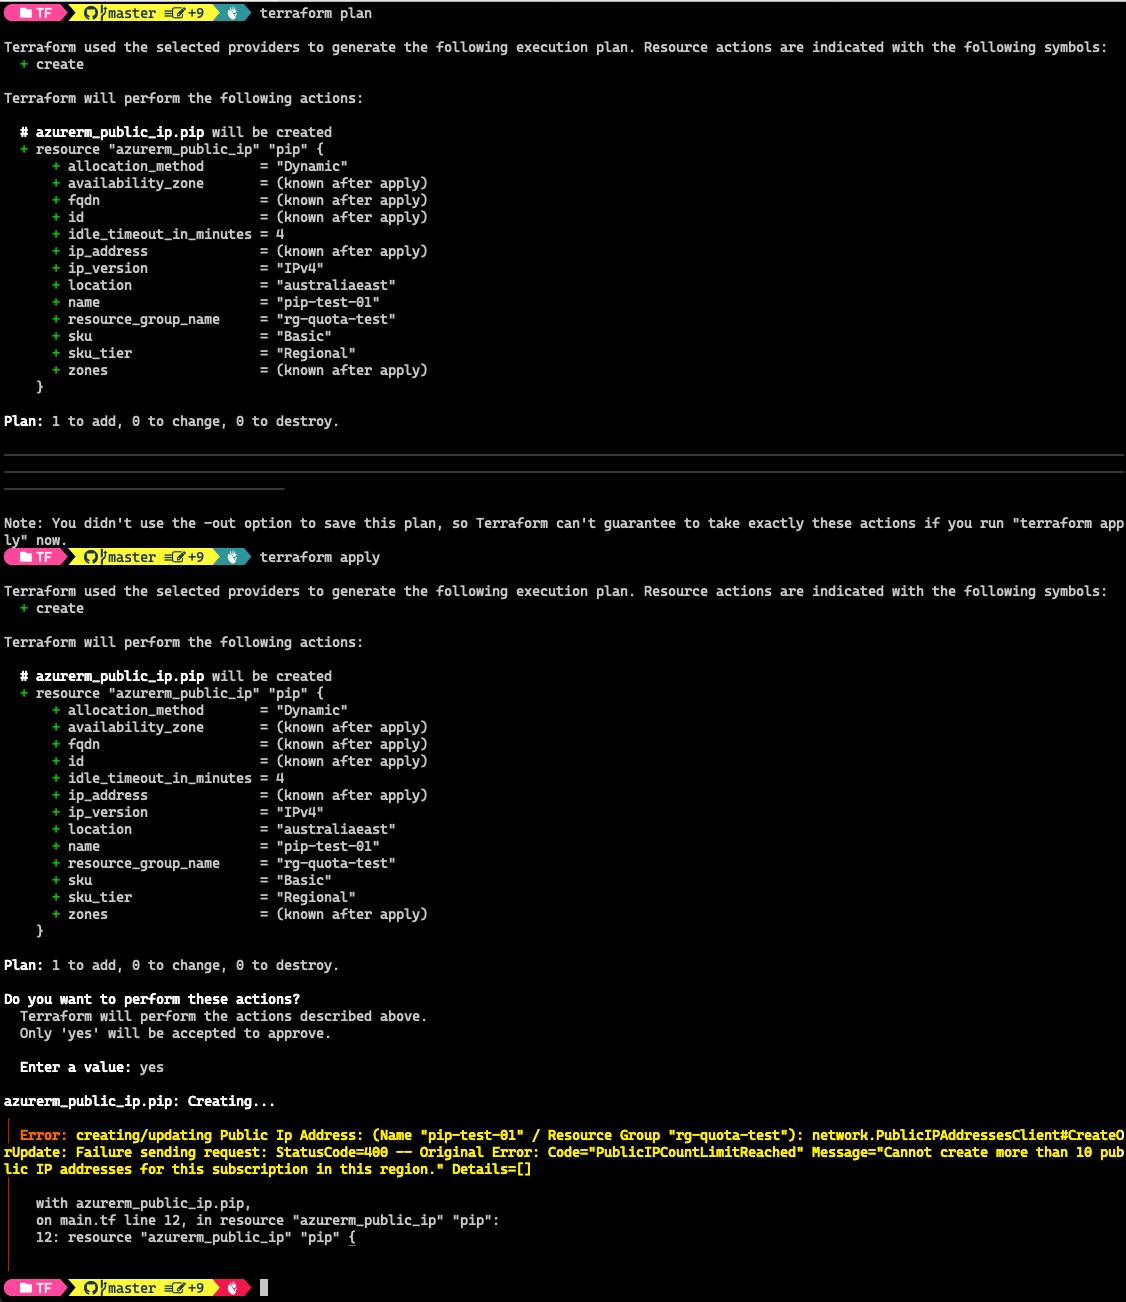 TF master +9 terraform plan
Terraform used the selected providers to generate the following execution plan. Resource actions are indicated with the following symbols:
+ create
Terraform will perform the following actions:
# azurerm_public_ip.pip will be created
+ resource "azurerm_public_ip" "pip" {
+ allocation_method = "Dynamic"
+ availability_zone = (known after apply)
+ fqdn = (known after apply)
+ id = (known after apply)
+ idle_timeout_in_minutes = 4
+ ip_address = (known after apply)
+ ip_version = "IPv4"
+ location = "australiaeast"
+ name = "pip-test-01"
+ resource_group_name = "rg-quota-test"
+ sku = "Basic"
+ sku_tier = "Regional"
+ zones = (known after apply)
}
Plan: 1 to add, 0 to change, 0 to destroy.
Note: You didn't use the -out option to save this plan, so Terraform can't guarantee to take exactly these actions if you run "terraform app
ly" now.
TF master +9 terraform apply
Terraform used the selected providers to generate the following execution plan. Resource actions are indicated with the following symbols:
+ create
Terraform will perform the following actions:
# azurerm_public_ip.pip will be created
+ resource "azurerm_public_ip" "pip" {
+ allocation_method = "Dynamic"
+ availability_zone = (known after apply)
+ fqdn = (known after apply)
+ id = (known after apply)
+ idle_timeout_in_minutes = 4
+ ip_address = (known after apply)
+ ip_version = "IPv4"
+ location = "australiaeast"
+ name = "pip-test-01"
+ resource_group_name = "rg-quota-test"
+ sku = "Basic"
+ sku_tier = "Regional"
+ zones = (known after apply)
}
Plan: 1 to add, 0 to change, 0 to destroy.
Do you want to perform these actions?
Terraform will perform the actions described above.
Only 'yes' will be accepted to approve.
Enter a value: yes
azurerm_public_ip.pip: Creating...
Error: creating/updating Public Ip Address: (Name "pip-test-01" / Resource Group "rg-quota-test"): network.PublicIPAddressesClient#CreateO
rUpdate: Failure sending request: StatusCode=400 -- Original Error: Code="PublicIPCountLimitReached" Message="Cannot create more than 10 pub
lic IP addresses for this subscription in this region." Details=[]
with azurerm_public_ip.pip,
on main.tf line 12, in resource "azurerm_public_ip" "pip":
12: resource "azurerm_public_ip" "pip" {
TF master +9